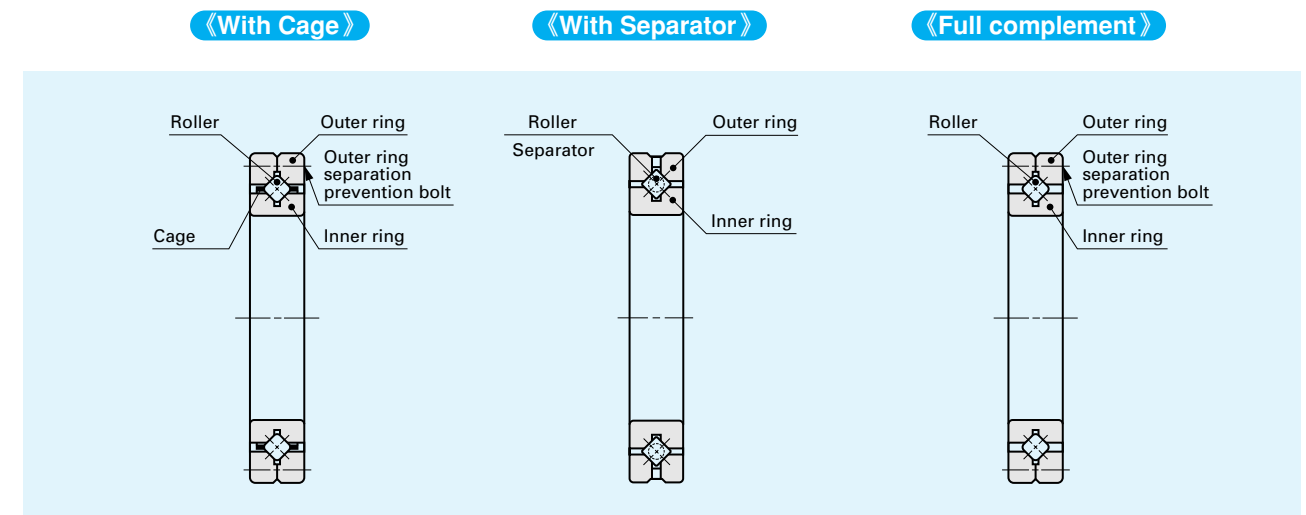 《With Cage》
《With Separator》
《Full complement》
Roller
Outer ring
Outer ring
separation
prevention bolt
Cage
Inner ring
Roller
Separator
Outer ring
Inner ring
Roller
Outer ring
Outer ring
separation
prevention bolt
Inner ring